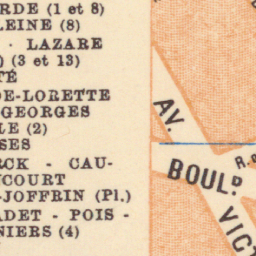 RDE (1 et 8)
LEINE (8)
· LAZARE
) (3 et 13)
TÉ
DE-LORETTE
GEORGES
LE (2)
SES
RCK - CAU-
NCOURT
-JOFFRIN (Pl.)
ADET - POIS -
NIERS (4)
AV.
BOULD.
R.
VICT